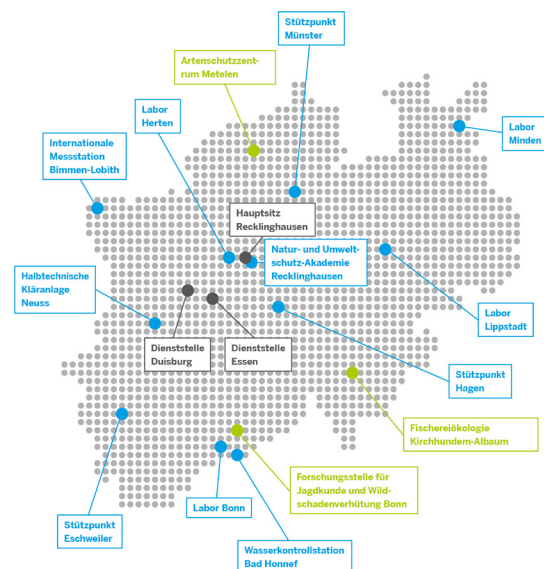 Stützpunkt
Münster
Artenschutzzent-
rum Metelen
Labor
Herten
Labor
Minden
Internationale
Messstation
Bimmen-Lobith
Hauptsitz
Recklinghausen
Natur- und Umwelt-
schutz-Akademie
Recklinghausen
Halbtechnische
Kläranlage
Neuss
Labor
Lippstadt
Dienststelle
Duisburg
Dienststelle
Essen
Stützpunkt
Hagen
Fischereiökologie
Kirchhundem-Albaum
Forschungsstelle für
Jagdkunde und Wild-
schadenverhütung Bonn
Labor Bonn
Stützpunkt
Eschweiler
Wasserkontrollstation
Bad Honnef